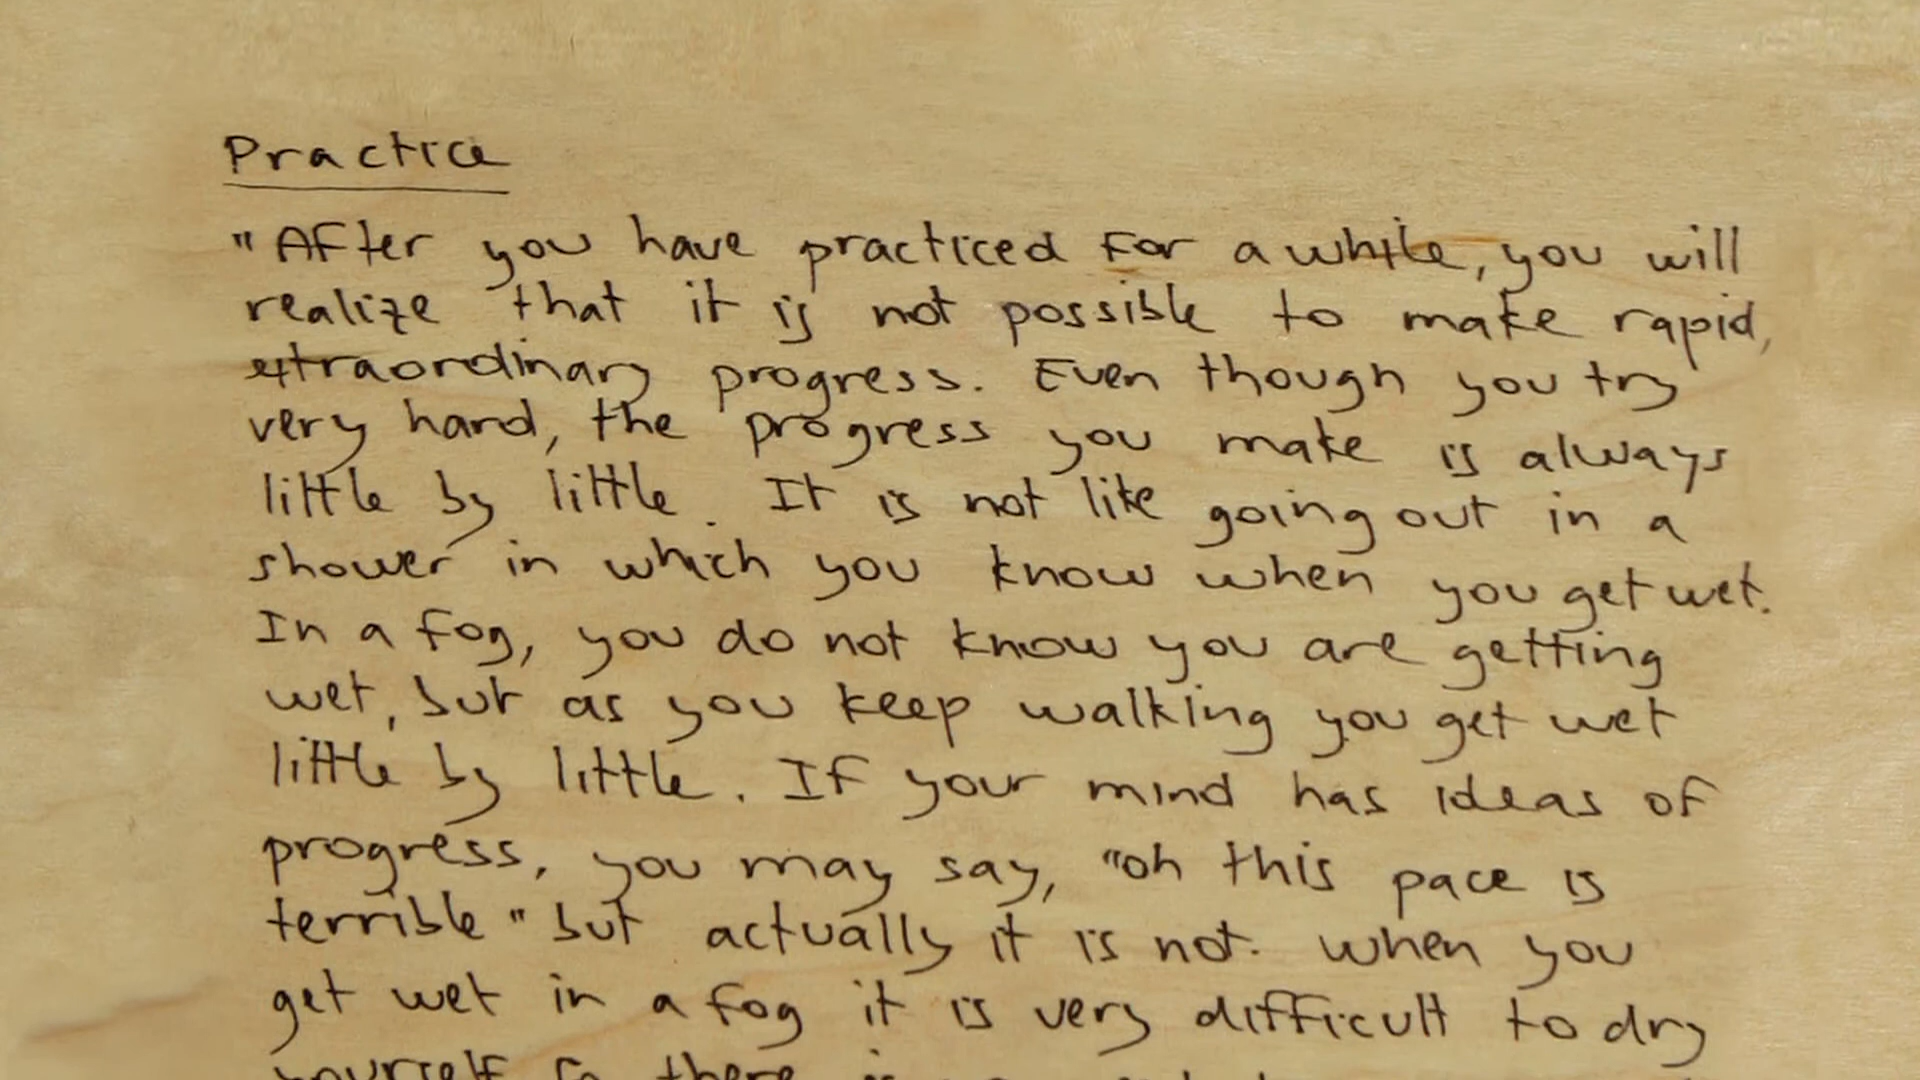 Practice
"After you have practiced for a while, you will
realize that it is not possible to make rapid,
extraordinary progress. Even though you try
very hard, the progress you make is always
little by little. It is not like going out in a
shower in which you know when you get wet.
In a fog, you do not know you are getting
wet, but as you keep walking you get wet
little by little. If your mind has ideas of
progress, you may say, "oh this pace is
terrible" but actually it is not. When you
get wet in a fog it is very difficult to dry
yourself so there is